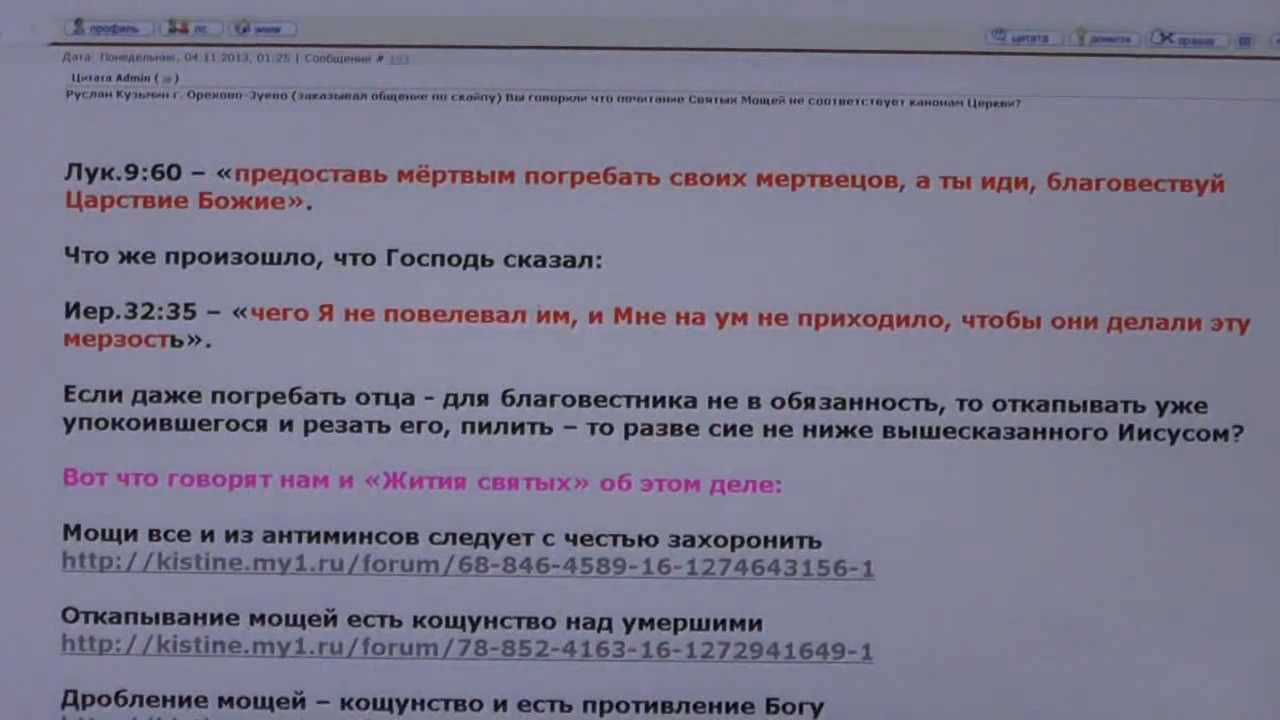 профиль лс www
цитата правка
Дата: Понедельник, 04.11.2013, 01:25 | Сообщение #
Цитата Admin ( )
Руслан Кузьмин г. Орехово-Зуево (заказывал общение по скайпу) Вы говорили что почитание Святых Мощей не соответствует канонам Церкви?
Лук.9:60 – «предоставь мёртвым погребать своих мертвецов, а ты иди, благовествуй
Царствие Божие».
Что же произошло, что Господь сказал:
Иер.32:35 – «чего Я не повелевал им, и Мне на ум не приходило, чтобы они делали эту
мерзость».
Если даже погребать отца - для благовестника не в обязанность, то откапывать уже
упокоившегося и резать его, пилить – то разве сие не ниже вышесказанного Иисусом?
Вот что говорят нам и «Жития святых» об этом деле:
Мощи все и из антиминсов следует с честью захоронить
http://kistine.my1.ru/forum/68-846-4589-16-1274643156-1
Откапывание мощей есть кощунство над умершими
http://kistine.my1.ru/forum/78-852-4163-16-1272941649-1
Дробление мощей – кощунство и есть противление Богу